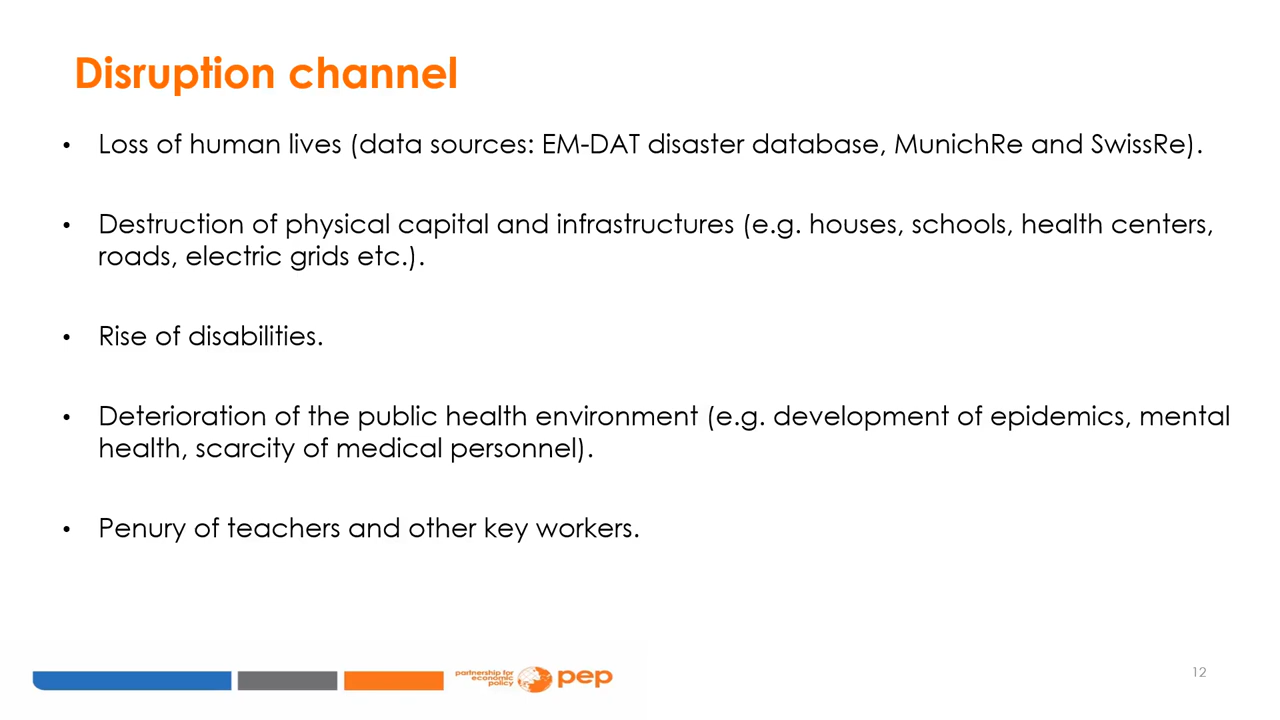 Disruption channel
• Loss of human lives (data sources: EM-DAT disaster database, MunichRe and SwissRe).
• Destruction of physical capital and infrastructures (e.g. houses, schools, health centers,
roads, electric grids etc.).
• Rise of disabilities.
• Deterioration of the public health environment (e.g. development of epidemics, mental
health, scarcity of medical personnel).
• Penury of teachers and other key workers.
partnership for
economic
policy
pep
12